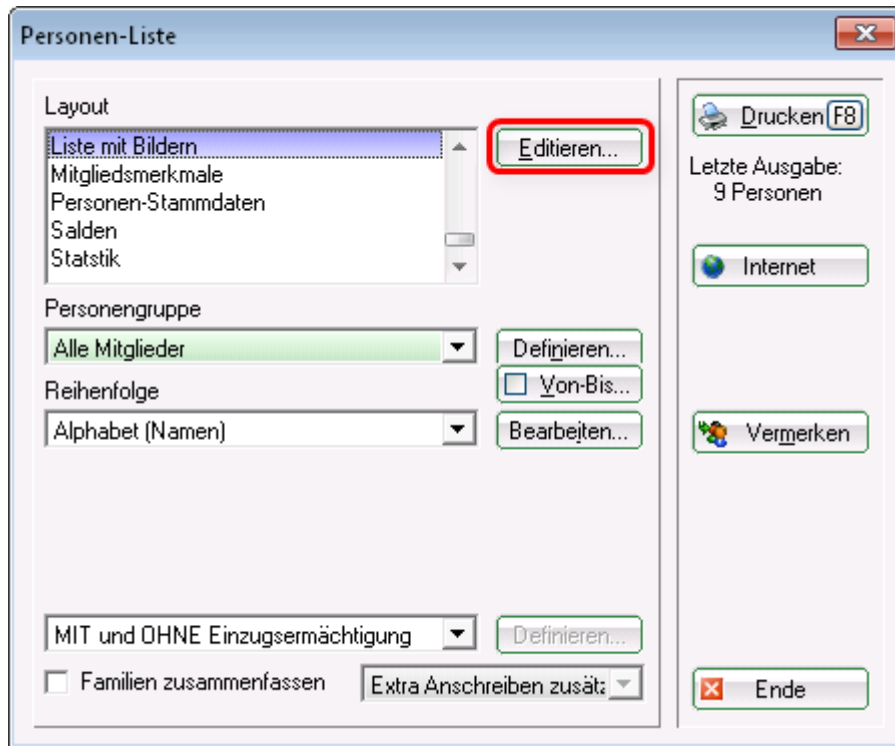 Personen-Liste
Layout
Liste mit Bildern
Mitgliedsmerkmale
Personen-Stammdaten
Salden
Statstik
Editieren...
Personengruppe
Alle Mitglieder
Definieren...
Von-Bis...
Reihenfolge
Alphabet (Namen)
Bearbeiten...
MIT und OHNE Einzugsermächtigung
Definieren...
Familien zusammenfassen
Extra Anschreiben zusätz
Drucken F8
Letzte Ausgabe:
9 Personen
Internet
Vermerken
Ende